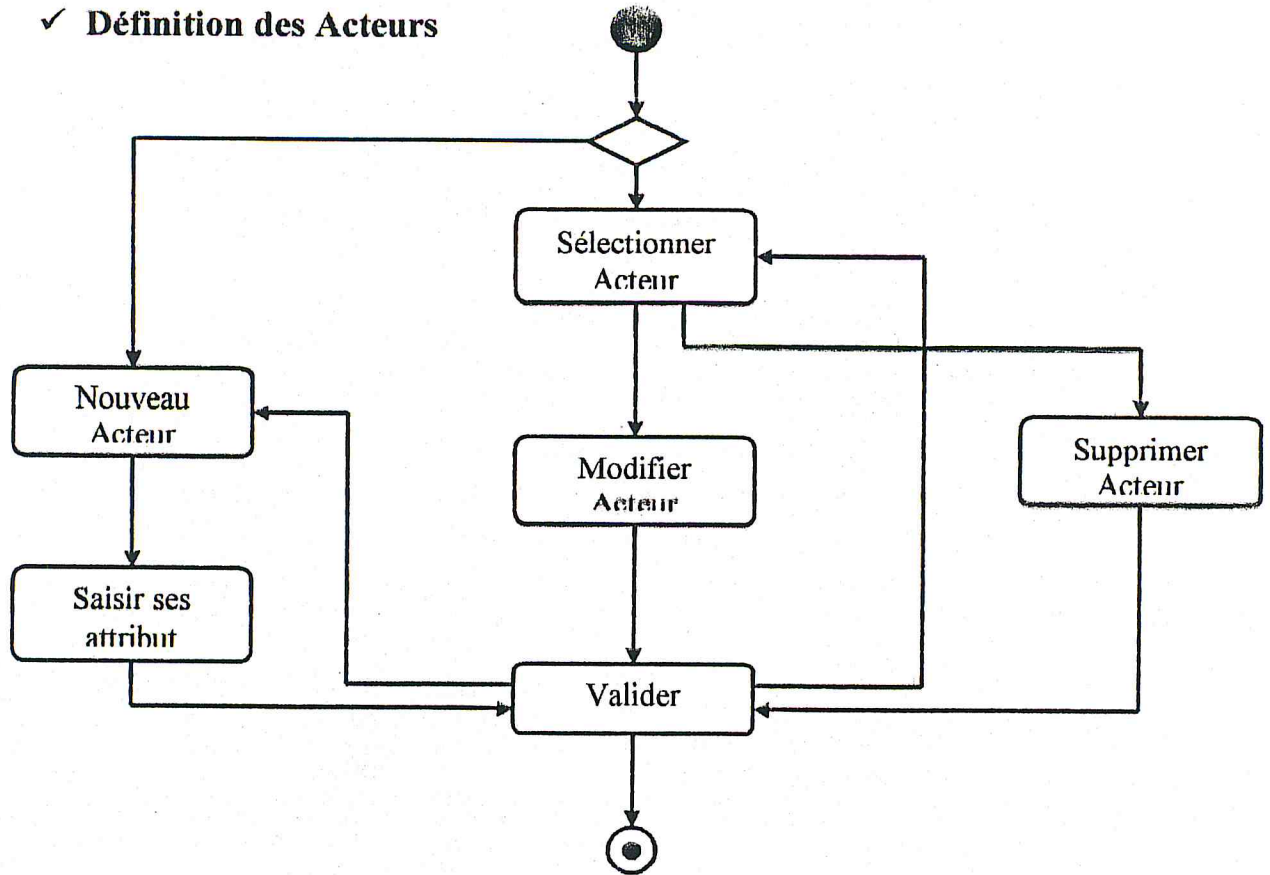 ✓ Définition des Acteurs
Sélectionner
Acteur
Nouveau
Acteur
Modifier
Acteur
Supprimer
Acteur
Saisir ses
attribut
Valider